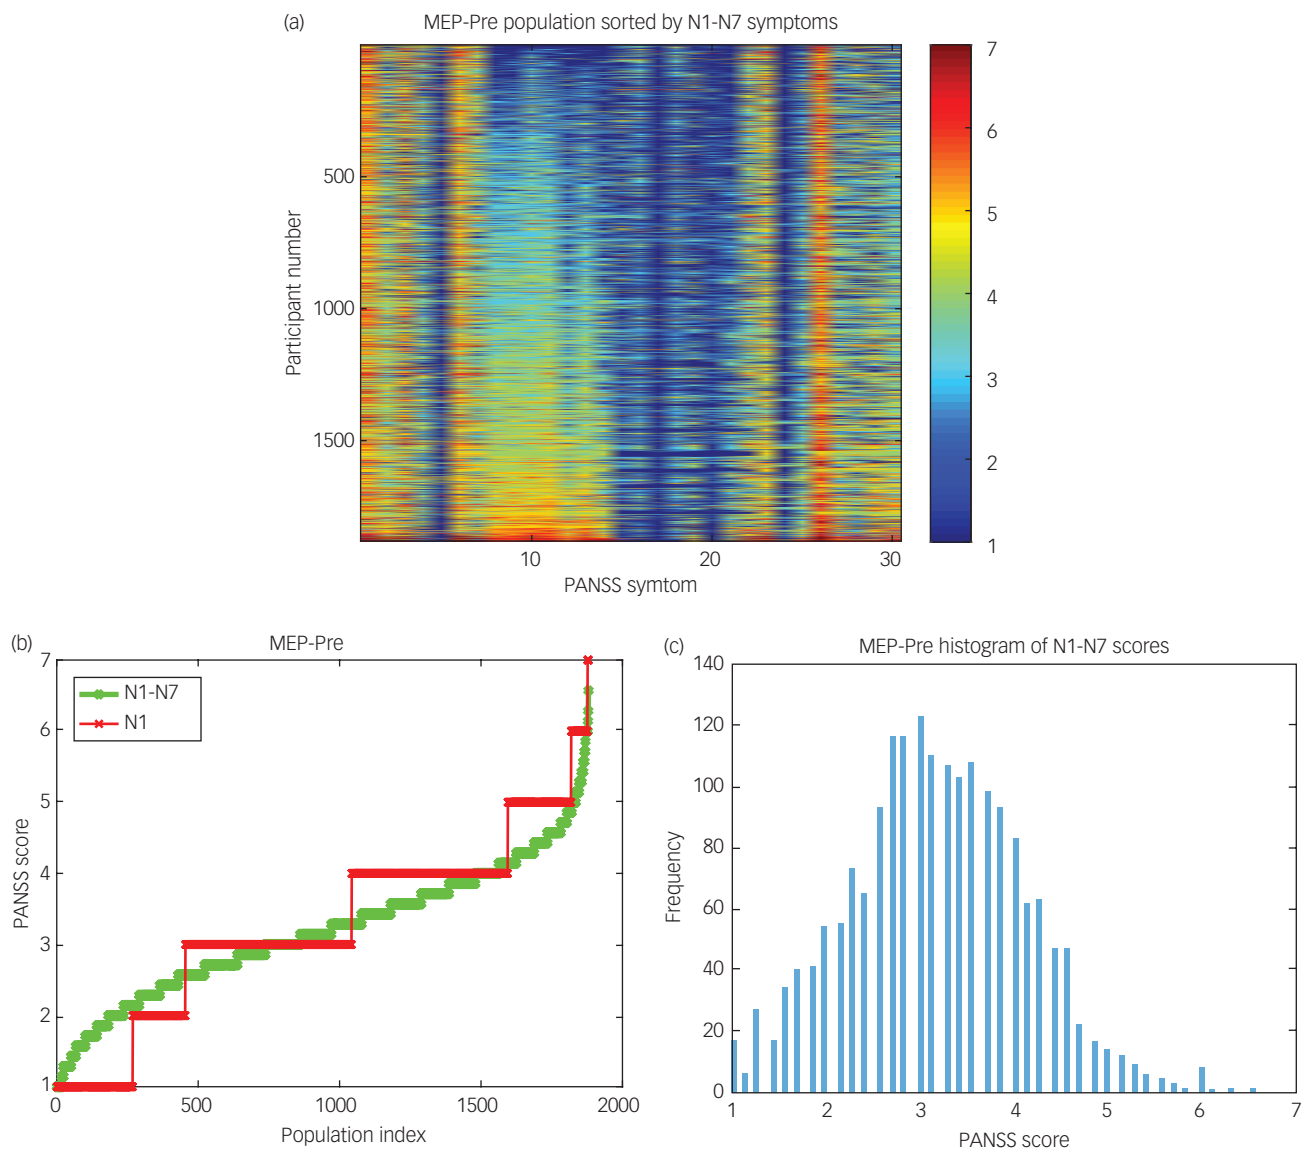 (a)
MEP-Pre population sorted by N1-N7 symptoms
Participant number
500
1000
1500
10
20
30
PANSS symtom
7
6
5
4
3
2
1
(b)
MEP-Pre
PANSS score
7
6
5
4
3
2
1
N1-N7
N1
0
500
1000
1500
2000
Population index
(c)
MEP-Pre histogram of N1-N7 scores
Frequency
140
120
100
80
60
40
20
0
1
2
3
4
5
6
7
PANSS score